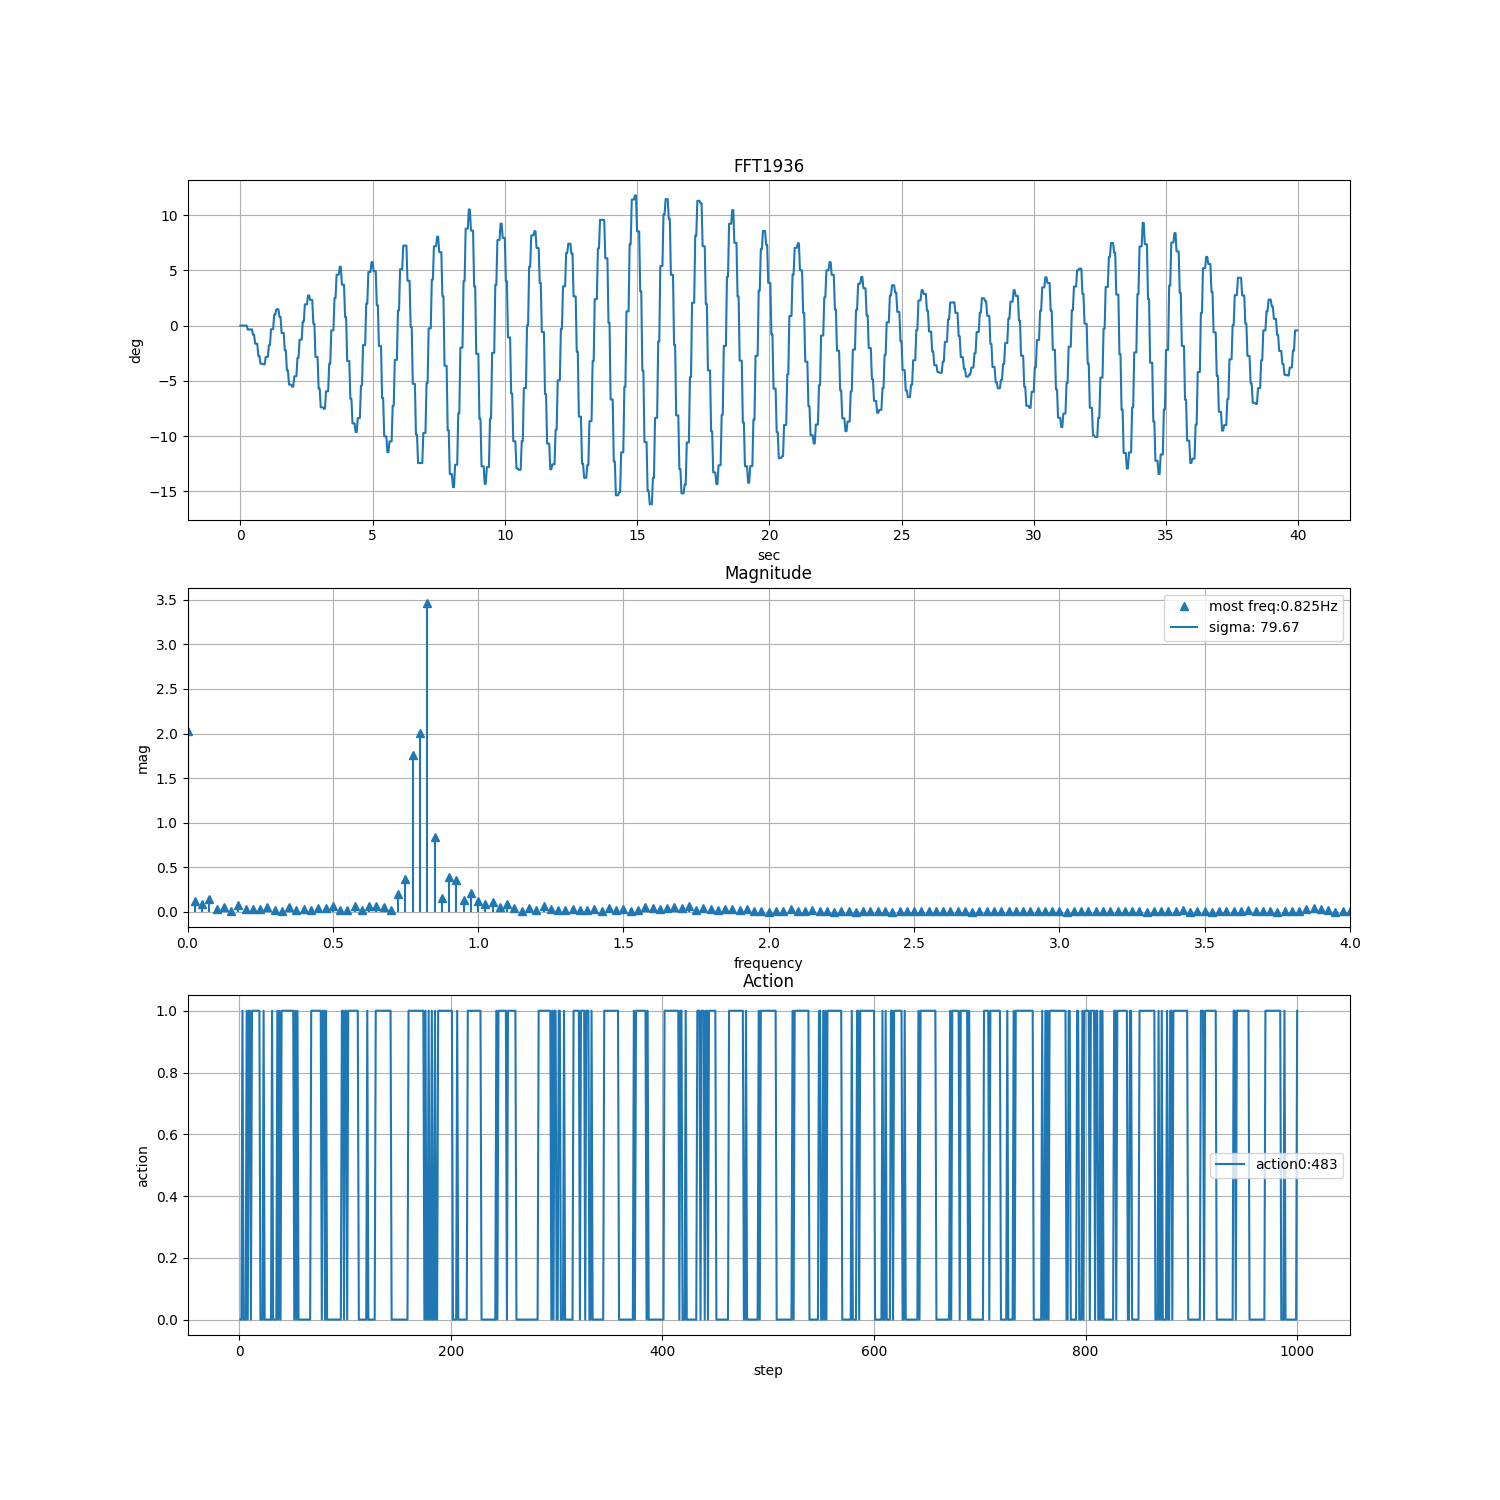 FFT1936
10
5
0
−5
−10
−15
deg
0 5 10 15 20 25 30 35 40
sec
Magnitude
3.5
3.0
2.5
2.0
1.5
1.0
0.5
0.0
mag
most freq:0.825Hz
sigma: 79.67
0.0 0.5 1.0 1.5 2.0 2.5 3.0 3.5 4.0
frequency
Action
1.0
0.8
0.6
0.4
0.2
0.0
action
action0:483
0 200 400 600 800 1000
step